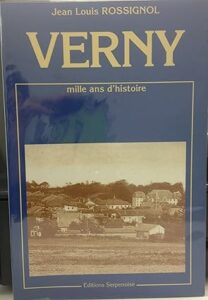 Jean Louis ROSSIGNOL
VERNY
mille ans d'histoire
Editions Serpenoise